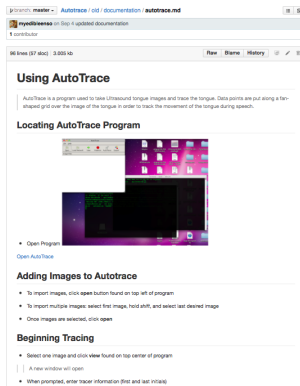 branch: master
Autotrace / old / documentation / autotrace.md
myedibleenso on Sep 4 updated documentation
1 contributor
96 lines (57 sloc) 3.005 kb
Raw Blame History
Using AutoTrace
AutoTrace is a program used to take Ultrasound tongue images and trace the tongue. Data points are put along a fan-
shaped grid over the image of the tongue in order to track the movement of the tongue during speech.
Locating AutoTrace Program
Open Program
Open AutoTrace
Adding Images to Autotrace
To import images, click open button found on top left of program
To import multiple images: select first image, hold shift, and select last desired image
Once images are selected, click open
Beginning Tracing
Select one image and click view found on top center of program
A new window will open
When prompted, enter tracer information (first and last initials)